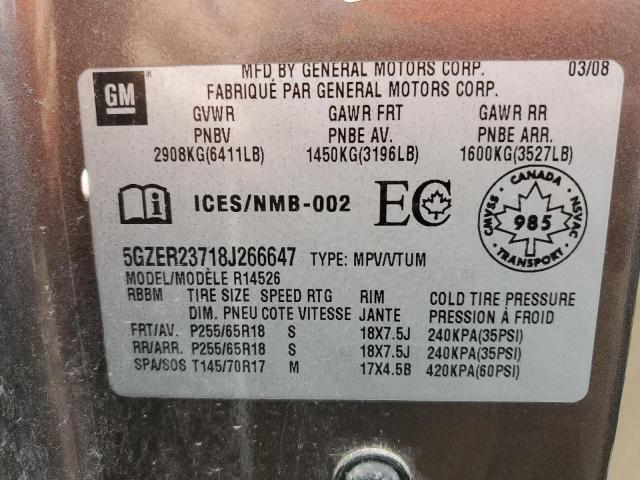 GM ®
MFD BY GENERAL MOTORS CORP. 03/08
FABRIQUÉ PAR GENERAL MOTORS CORP.
GVWR GAWR FRT GAWR RR
PNBV PNBE AV. PNBE ARR.
2908KG(6411LB) 1450KG(3196LB) 1600KG(3527LB)
ICES/NMB-002 EC
CANADA
CMVSS 985 NSVAC
TRANSPORT
5GZER23718J266647 TYPE: MPV/VTUM
MODEL/MODÈLE R14526
RBBM TIRE SIZE SPEED RTG RIM COLD TIRE PRESSURE
DIM. PNEU COTE VITESSE JANTE PRESSION À FROID
FRT/AV. P255/65R18 S 18X7.5J 240KPA(35PSI)
RR/ARR. P255/65R18 S 18X7.5J 240KPA(35PSI)
SPA/SOS T145/70R17 M 17X4.5B 420KPA(60PSI)